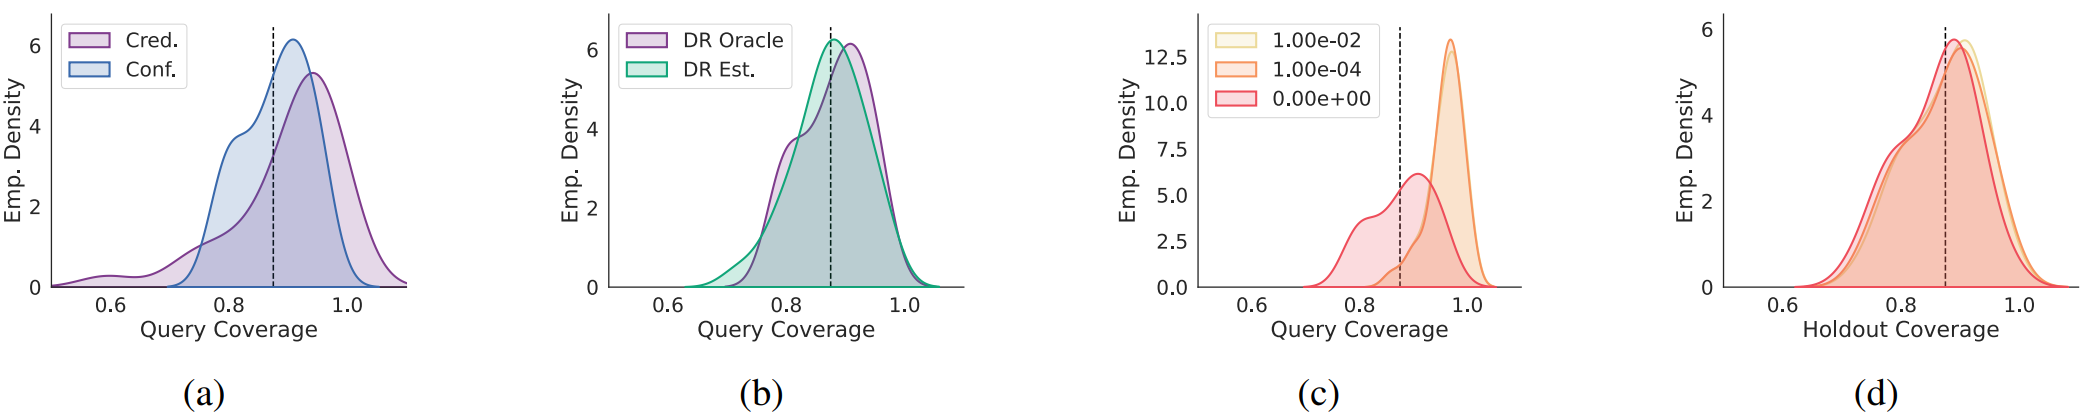 Emp. Density
6
4
2
0
Cred.
Conf.
0.6 0.8 1.0
Query Coverage
(a)
Emp. Density
6
4
2
0
DR Oracle
DR Est.
0.6 0.8 1.0
Query Coverage
(b)
Emp. Density
12.5
10.0
7.5
5.0
2.5
0.0
1.00e-02
1.00e-04
0.00e+00
0.6 0.8 1.0
Query Coverage
(c)
Emp. Density
6
4
2
0
0.6 0.8 1.0
Holdout Coverage
(d)